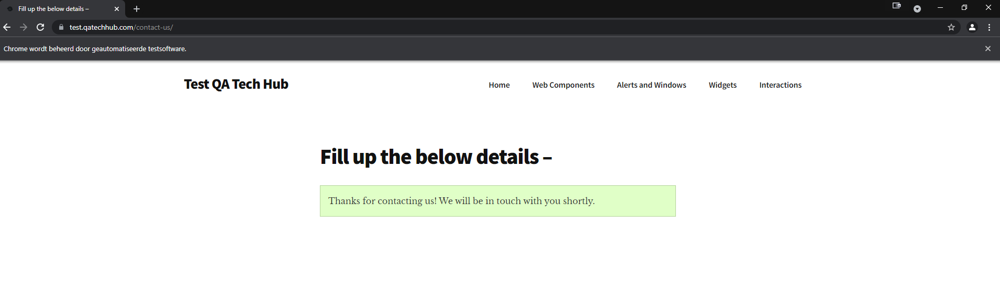 Fill up the below details –
test.qatechhub.com/contact-us/
Chrome wordt beheerd door geautomatiseerde testsoftware.
Test QA Tech Hub
Home Web Components Alerts and Windows Widgets Interactions
Fill up the below details –
Thanks for contacting us! We will be in touch with you shortly.